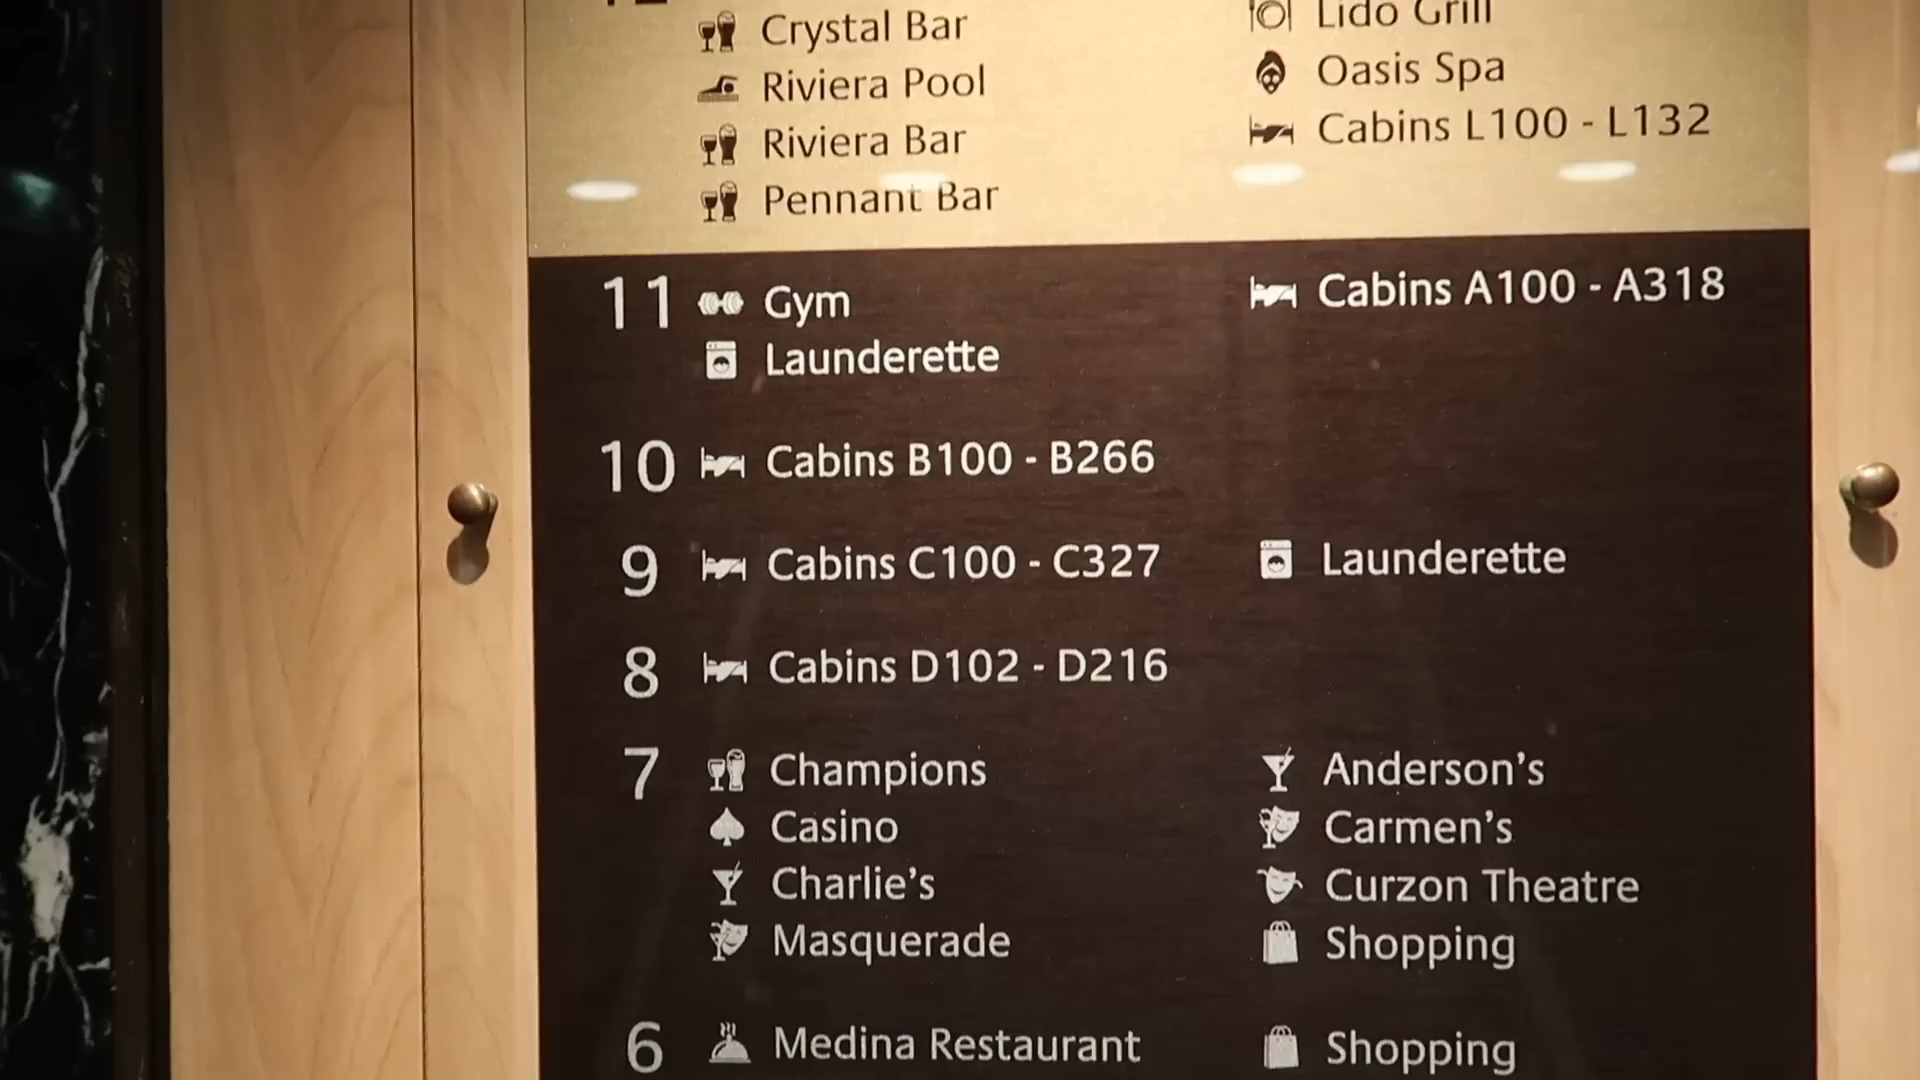 Crystal Bar
Riviera Pool
Riviera Bar
Pennant Bar
Lido Grill
Oasis Spa
Cabins L100 - L132
11 Gym
Launderette
Cabins A100 - A318
10 Cabins B100 - B266
9 Cabins C100 - C327
Launderette
8 Cabins D102 - D216
7 Champions
Casino
Charlie's
Masquerade
Anderson's
Carmen's
Curzon Theatre
Shopping
6 Medina Restaurant
Shopping